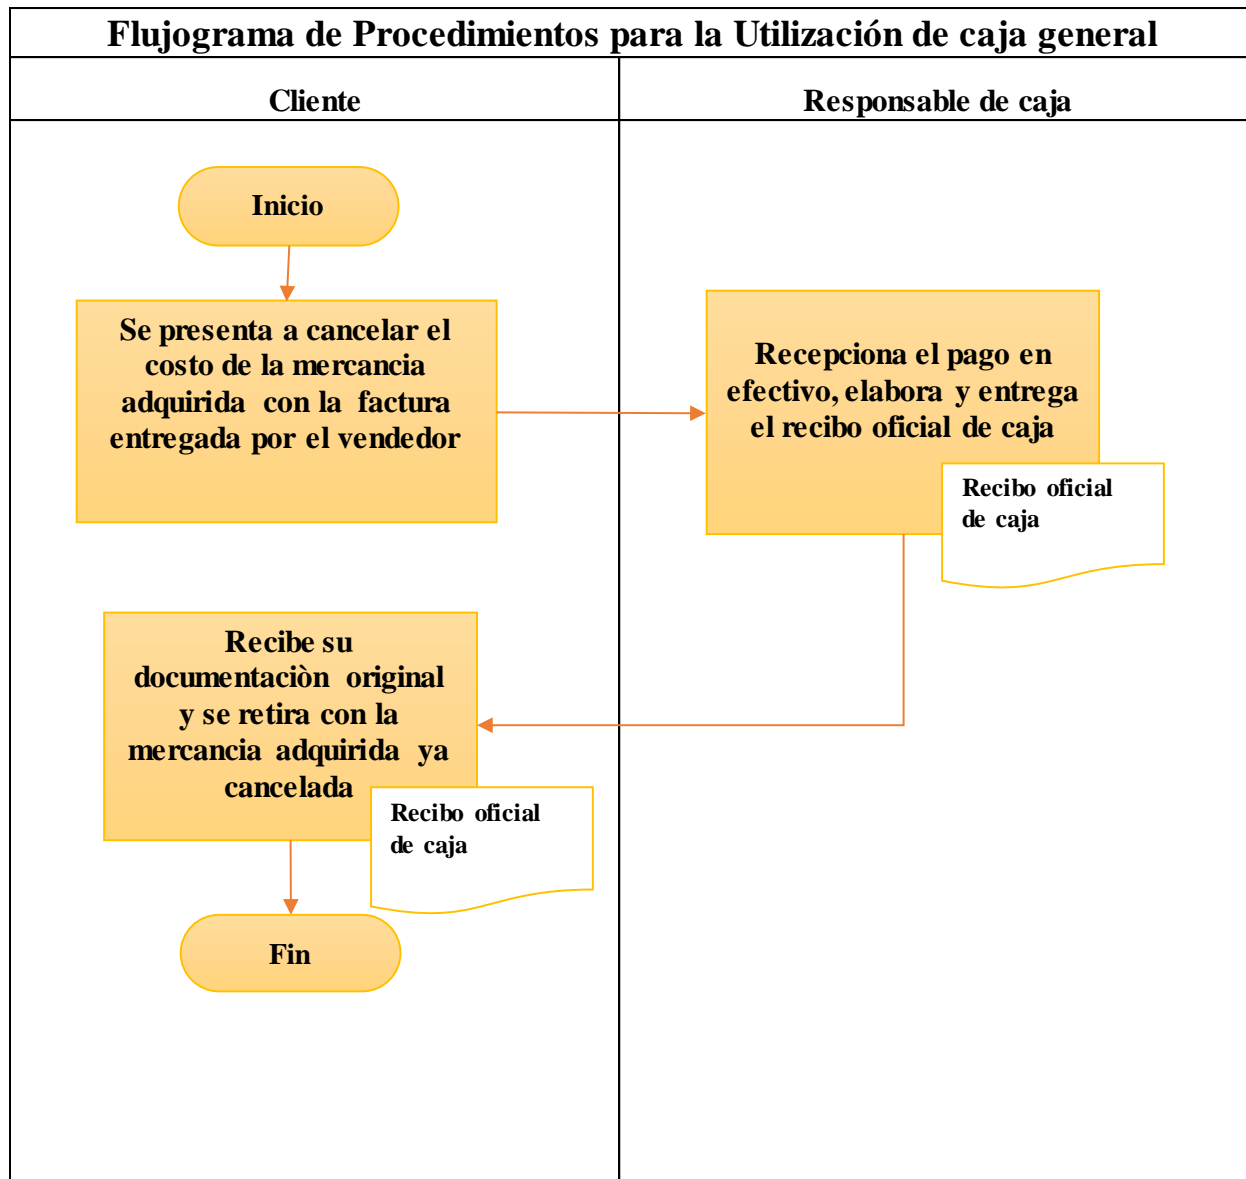 Flujograma de Procedimientos para la Utilización de caja general
Cliente
Responsable de caja
Inicio
Se presenta a cancelar el
costo de la mercancia
adquirida con la factura
entregada por el vendedor
Recepciona el pago en
efectivo, elabora y entrega
el recibo oficial de caja
Recibo oficial
de caja
Recibe su
documentaciòn original
y se retira con la
mercancia adquirida ya
cancelada
Recibo oficial
de caja
Fin